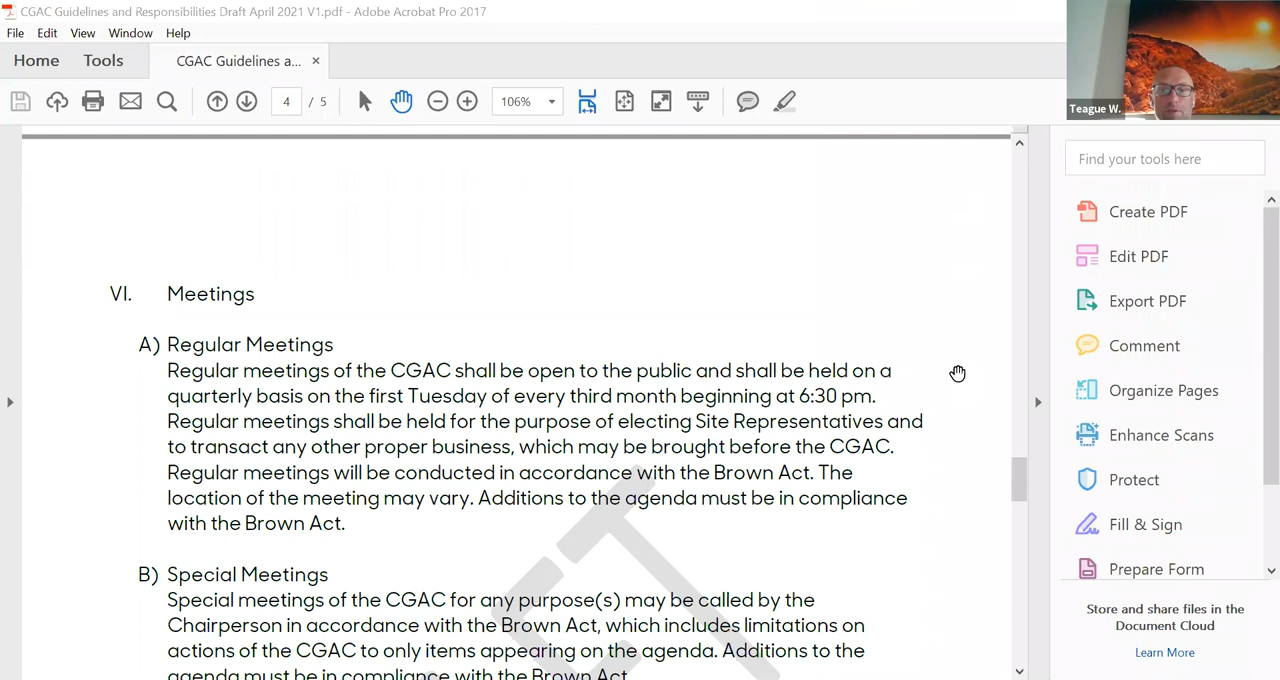 CGAC Guidelines and Responsibilities Draft April 2021 V1.pdf - Adobe Acrobat Pro 2017
File Edit View Window Help
Home Tools CGAC Guidelines a... ×
4 / 5 106%
Teague W.
Find your tools here
Create PDF
Edit PDF
Export PDF
Comment
Organize Pages
Enhance Scans
Protect
Fill & Sign
Prepare Form
Store and share files in the
Document Cloud
Learn More
VI. Meetings
A) Regular Meetings
Regular meetings of the CGAC shall be open to the public and shall be held on a
quarterly basis on the first Tuesday of every third month beginning at 6:30 pm.
Regular meetings shall be held for the purpose of electing Site Representatives and
to transact any other proper business, which may be brought before the CGAC.
Regular meetings will be conducted in accordance with the Brown Act. The
location of the meeting may vary. Additions to the agenda must be in compliance
with the Brown Act.
B) Special Meetings
Special meetings of the CGAC for any purpose(s) may be called by the
Chairperson in accordance with the Brown Act, which includes limitations on
actions of the CGAC to only items appearing on the agenda. Additions to the
agenda must be in compliance with the Brown Act.
CT